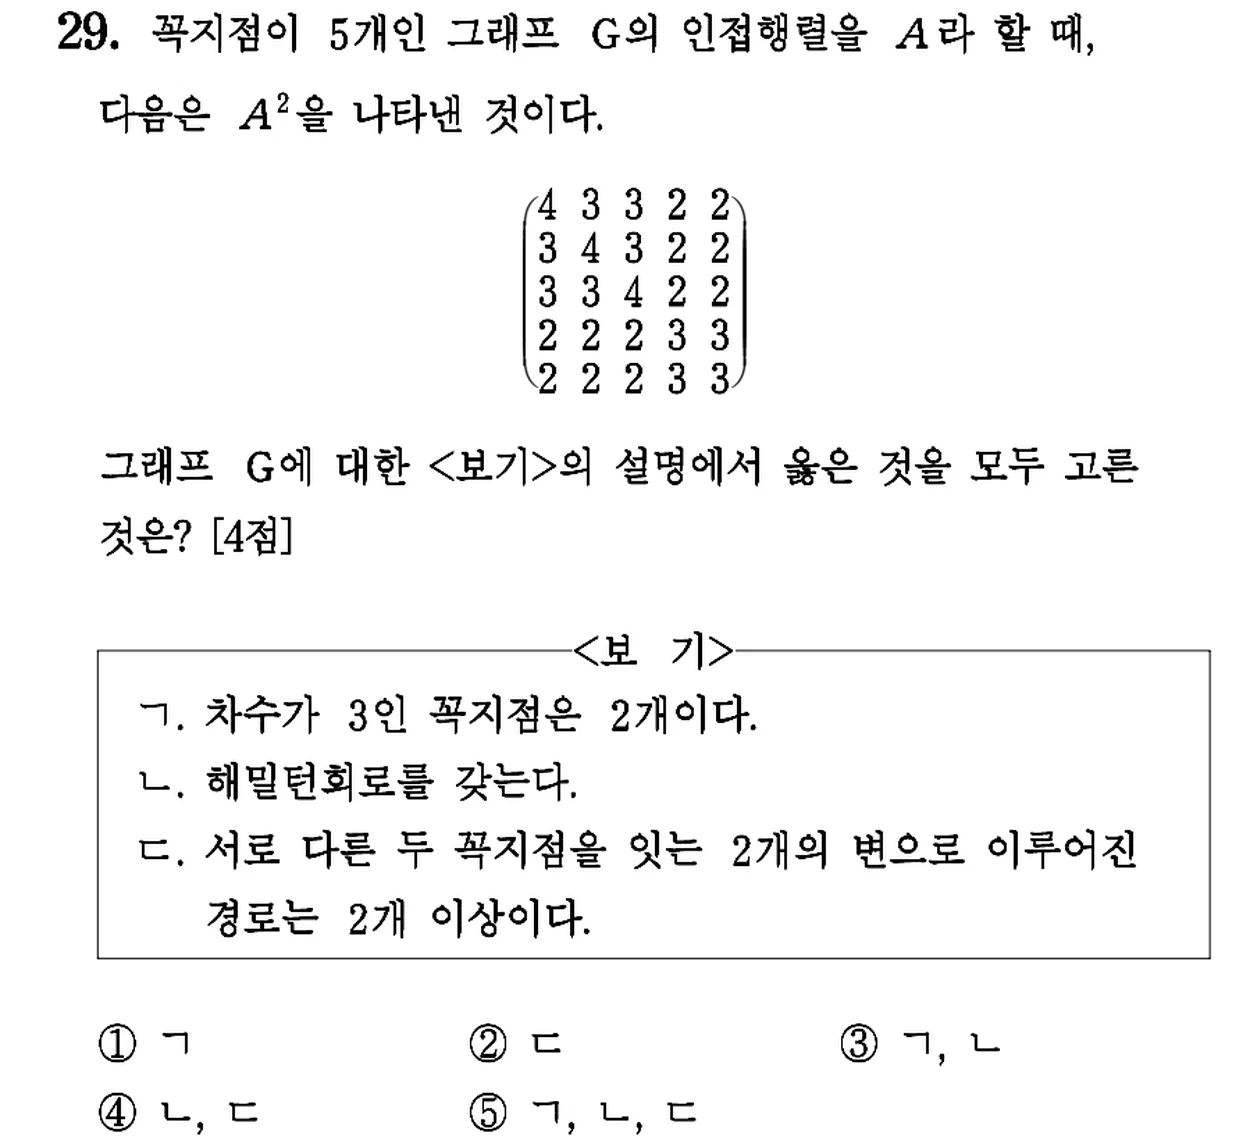 29. 꼭지점이 5개인 그래프 G의 인접행렬을 A라 할 때,
다음은 A²을 나타낸 것이다.
4 3 3 2 2
3 4 3 2 2
3 3 4 2 2
2 2 2 3 3
2 2 2 3 3
그래프 G에 대한 <보기>의 설명에서 옳은 것을 모두 고른
것은? [4점]
<보 기>
ㄱ. 차수가 3인 꼭지점은 2개이다.
ㄴ. 해밀턴회로를 갖는다.
ㄷ. 서로 다른 두 꼭지점을 잇는 2개의 변으로 이루어진
경로는 2개 이상이다.
① ㄱ ② ㄷ ③ ㄱ, ㄴ
④ ㄴ, ㄷ ⑤ ㄱ, ㄴ, ㄷ